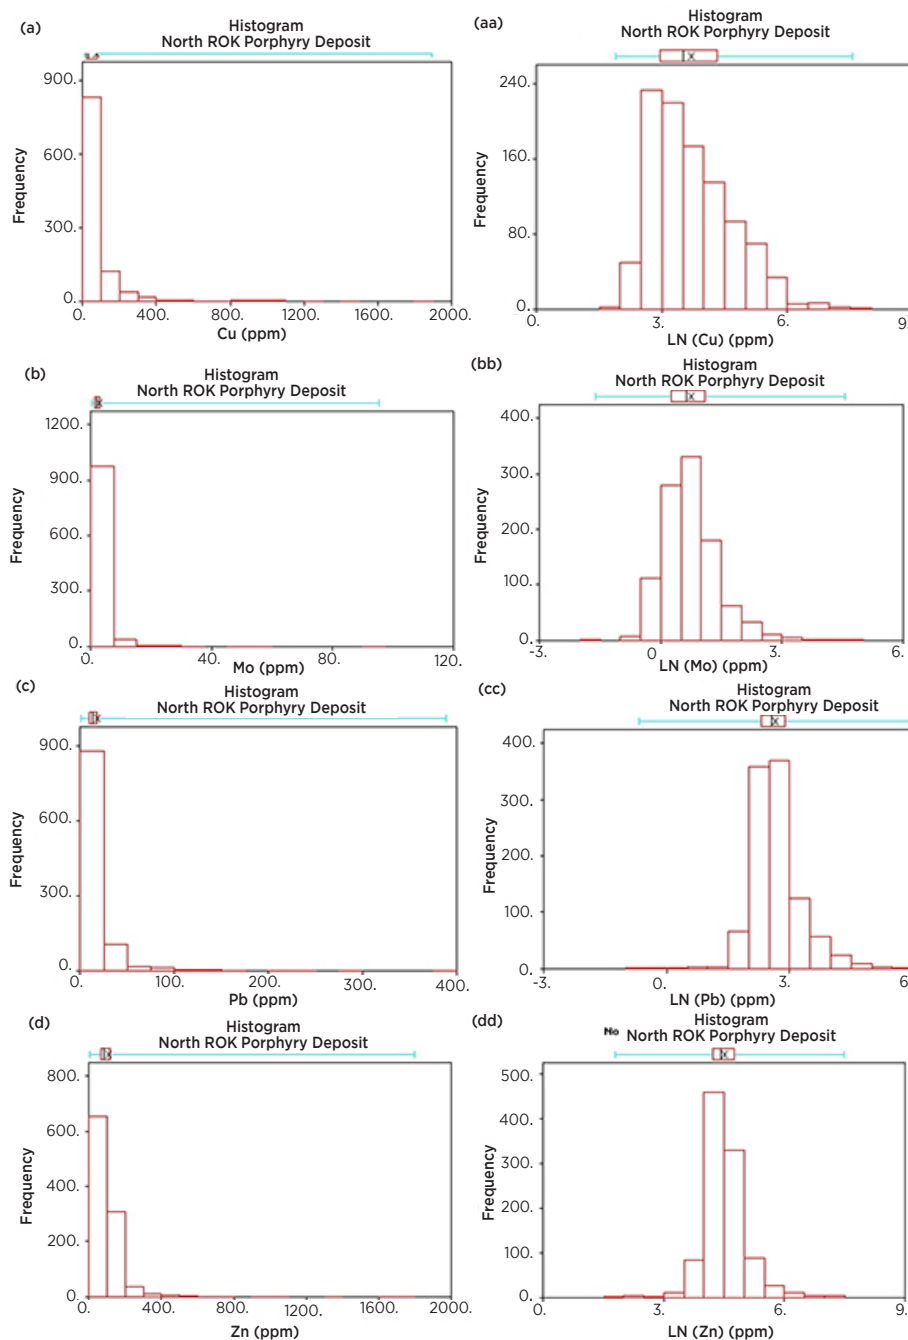 (a)
Histogram
North ROK Porphyry Deposit
900.
600.
300.
0.
Frequency
0.
400.
800.
1200.
1600.
2000.
Cu (ppm)
(aa)
Histogram
North ROK Porphyry Deposit
240.
160.
80.
0.
Frequency
0.
3.
6.
9.
LN (Cu) (ppm)
(b)
Histogram
North ROK Porphyry Deposit
1200.
900.
600.
300.
0.
Frequency
0.
40.
80.
120.
Mo (ppm)
(bb)
Histogram
North ROK Porphyry Deposit
400.
300.
200.
100.
0.
Frequency
-3.
0
3.
6.
LN (Mo) (ppm)
(c)
Histogram
North ROK Porphyry Deposit
900.
600.
300.
0.
Frequency
0.
100.
200.
300.
400.
Pb (ppm)
(cc)
Histogram
North ROK Porphyry Deposit
400.
300.
200.
100.
0.
Frequency
-3.
0.
3.
6
LN (Pb) (ppm)
(d)
Histogram
North ROK Porphyry Deposit
800.
600.
400.
200.
0.
Frequency
0.
400.
800.
1200.
1600.
2000.
Zn (ppm)
(dd)
Histogram
No North ROK Porphyry Deposit
500.
400.
300.
200.
100.
0.
Frequency
0.
3.
6.
9.
LN (Zn) (ppm)